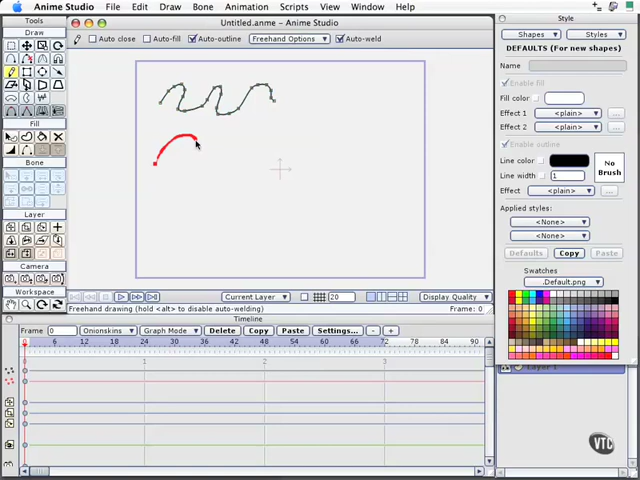 Anime Studio File Edit Draw Bone Animation Scripts View Window Help
Tools
Untitled.anme - Anime Studio
Style
Draw
Auto close Auto-fill Auto-outline Freehand Options Auto-weld
Shapes Styles
DEFAULTS (For new shapes)
Name
Enable fill
Fill color
Effect 1 <plain> ...
Effect 2 <plain> ...
Fill
Enable outline
Line color
Line width 1
No Brush
Effect <plain> ...
Bone
Applied styles:
<None>
<None>
Layer
Defaults Copy Paste
Camera
Swatches
.Default.png
Workspace
Current Layer 20 Display Quality
Freehand drawing (hold <alt> to disable auto-welding) Frame: 0
Timeline
Frame: 0 Onionskins Graph Mode Delete Copy Paste Settings... - +
0 6 12 18 24 30 36 42 48 54 60 66 72 78 84 90
1 2 3
Layer 1
VTC